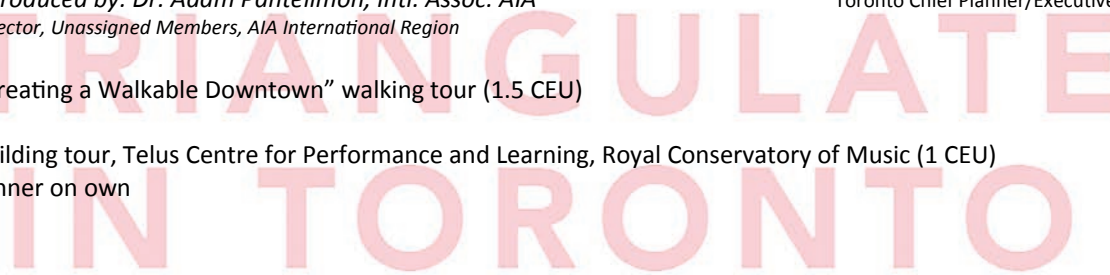 roduced by: Dr. Adam Pantelimon, Intl. Assoc. AIA
Toronto Chief Planner/Executive
ector, Unassigned Members, AIA International Region
TRIANGULATE
reating a Walkable Downtown” walking tour (1.5 CEU)
ilding tour, Telus Centre for Performance and Learning, Royal Conservatory of Music (1 CEU)
nner on own
IN TORONTO